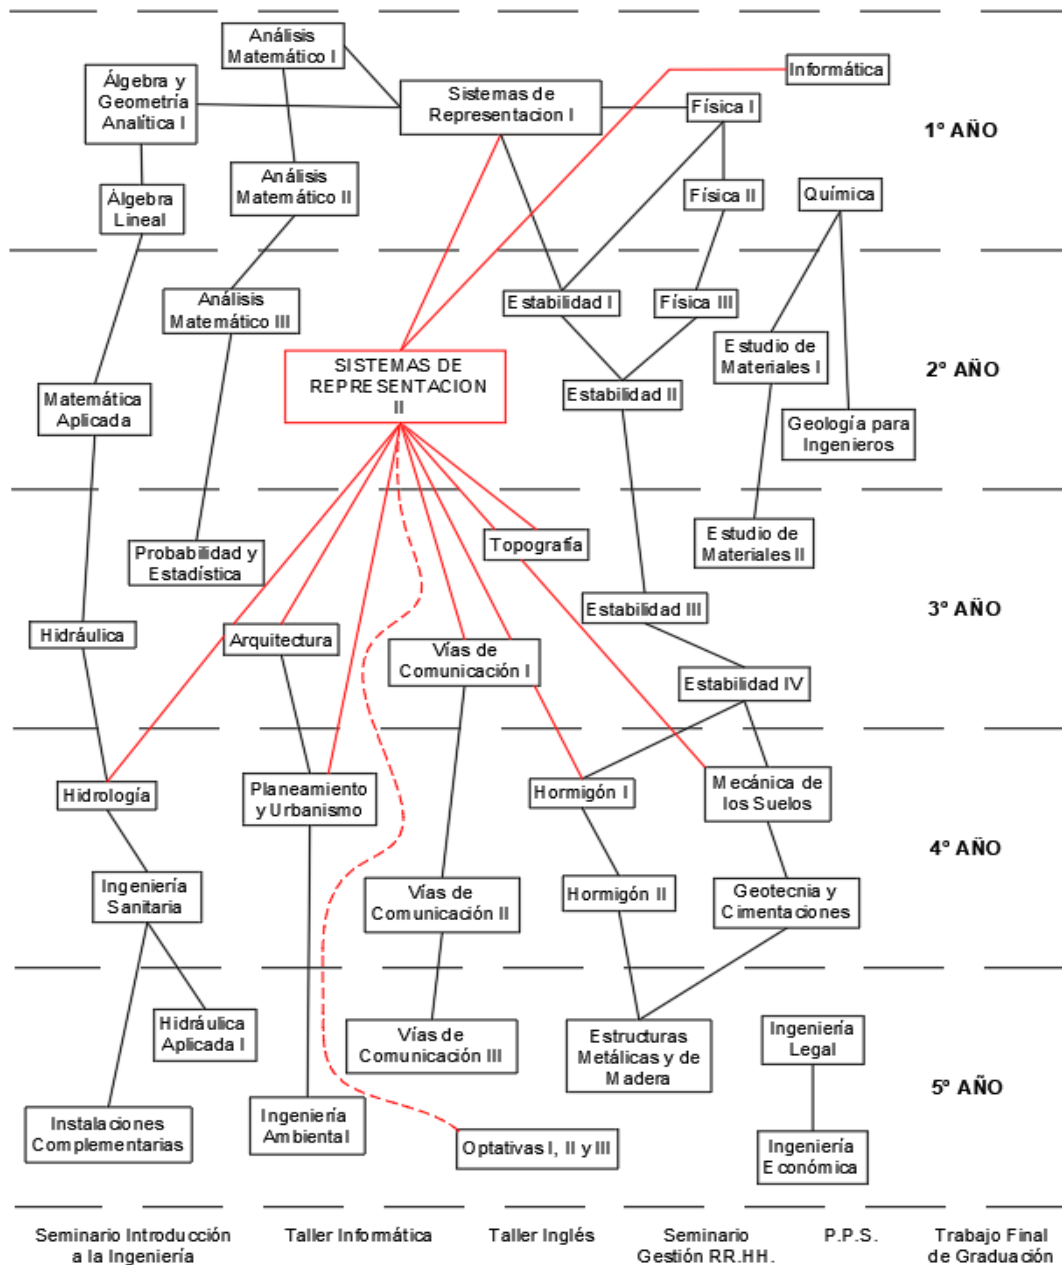 Análisis
Matemático I
Informática
Álgebra y
Geometría
Analítica I
Sistemas de
Representacion I
Física I
1º AÑO
Análisis
Matemático II
Álgebra
Lineal
Física II
Química
Análisis
Matemático III
Estabilidad I
Física III
SISTEMAS DE
REPRESENTACION
II
Estudio de
Materiales I
2º AÑO
Matemática
Aplicada
Estabilidad II
Geología para
Ingenieros
Probabilidad y
Estadística
Topografía
Estudio de
Materiales II
Hidráulica
Arquitectura
Vías de
Comunicación I
Estabilidad III
3º AÑO
Estabilidad IV
Hidrología
Planeamiento
y Urbanismo
Hormigón I
Mecánica de
los Suelos
4º AÑO
Ingeniería
Sanitaria
Vías de
Comunicación II
Hormigón II
Geotecnia y
Cimentaciones
Hidráulica
Aplicada I
Vías de
Comunicación III
Estructuras
Metálicas y de
Madera
Ingeniería
Legal
5º AÑO
Instalaciones
Complementarias
Ingeniería
Ambiental
Optativas I, II y III
Ingeniería
Económica
Seminario Introducción
a la Ingeniería
Taller Informática
Taller Inglés
Seminario
Gestión RR.HH.
P.P.S.
Trabajo Final
de Graduación